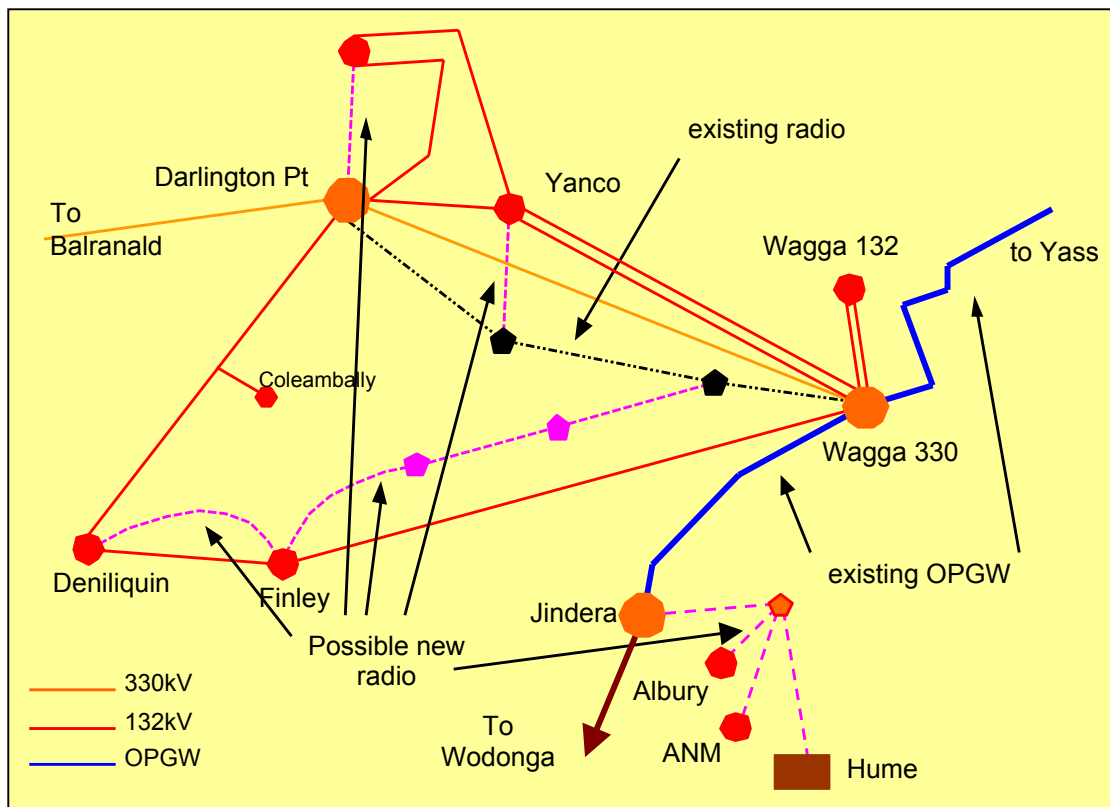 existing radio
Darlington Pt
Yanco
To
Balranald
Wagga 132
to Yass
Coleambally
Wagga 330
Deniliquin
Finley
existing OPGW
Jindera
Possible new
radio
Albury
330kV
132kV
OPGW
To
Wodonga
ANM
Hume